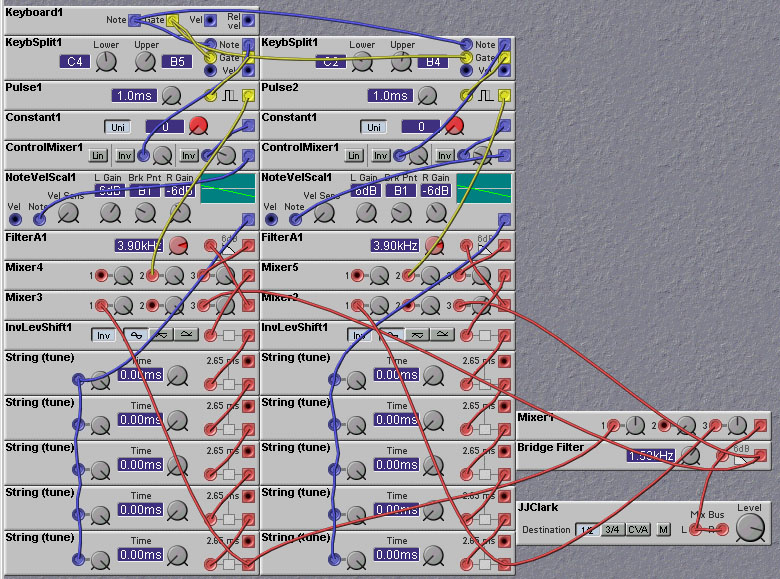 Keyboard1
Note Gate Vel Rel vel
KeybSplit1
Lower Upper Note
C4 B5 Gate
Vel
Pulse1
1.0ms
Constant1
Uni 0
ControlMixer1
Lin Inv Inv
NoteVelScal1
L Gain Brk Pnt R Gain
Vel Sens 6dB B1 -6dB
Vel Note
FilterA1
3.90kHz 6dB
Mixer4
1 2 3
Mixer3
1 2 3
InvLevShift1
Inv
String (tune)
Time 2.65 ms
0.00ms
String (tune)
Time 2.65 ms
0.00ms
String (tune)
Time 2.65 ms
0.00ms
String (tune)
Time 2.65 ms
0.00ms
String (tune)
Time 2.65 ms
0.00ms
KeybSplit1
Lower Upper Note
C2 B4 Gate
Vel
Pulse2
1.0ms
Constant1
Uni 0
ControlMixer1
Lin Inv Inv
NoteVelScal1
L Gain Brk Pnt R Gain
Vel Sens 6dB B1 -6dB
Vel Note
FilterA1
3.90kHz 6dB
Mixer5
1 2 3
Mixer2
1 2 3
InvLevShift1
Inv
String (tune)
Time 2.65 ms
0.00ms
String (tune)
Time 2.65 ms
0.00ms
String (tune)
Time 2.65 ms
0.00ms
String (tune)
Time 2.65 ms
0.00ms
String (tune)
Time 2.65 ms
0.00ms
Mixer1
1 2 3
Bridge Filter
6dB
JJClark
Mix Bus Level
Destination 1/2 3/4 CVA M L R